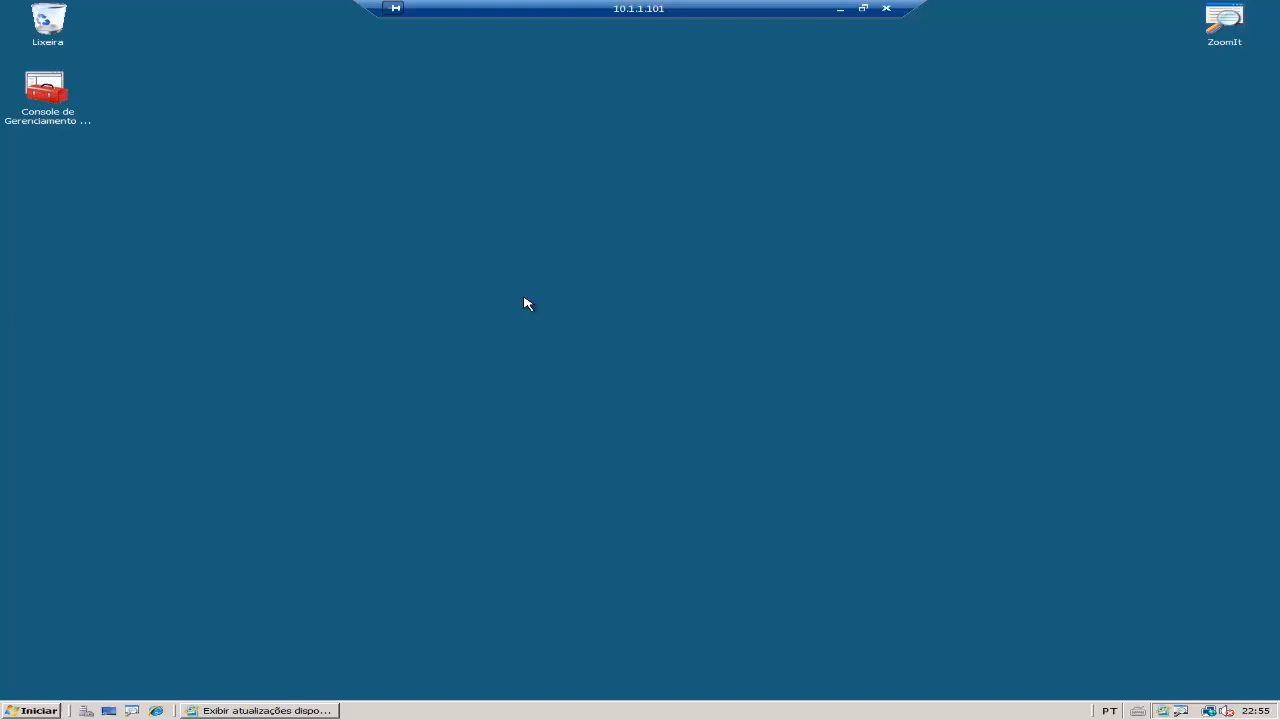 10.1.1.101
Lixeira
ZoomIt
Console de
Gerenciamento ...
Iniciar
Exibir atualizações dispo...
PT
22:55